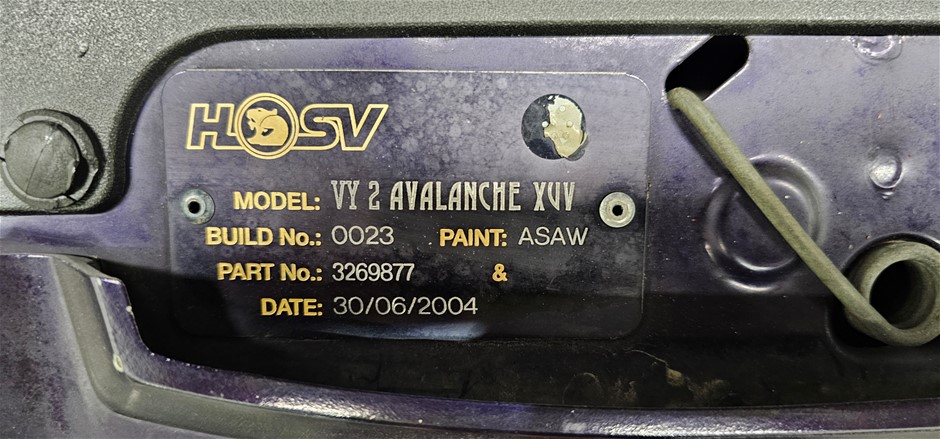 HSV
MODEL: VY 2 AVALANCHE XUV
BUILD No.: 0023 PAINT: ASAW
PART No.: 3269877 &
DATE: 30/06/2004